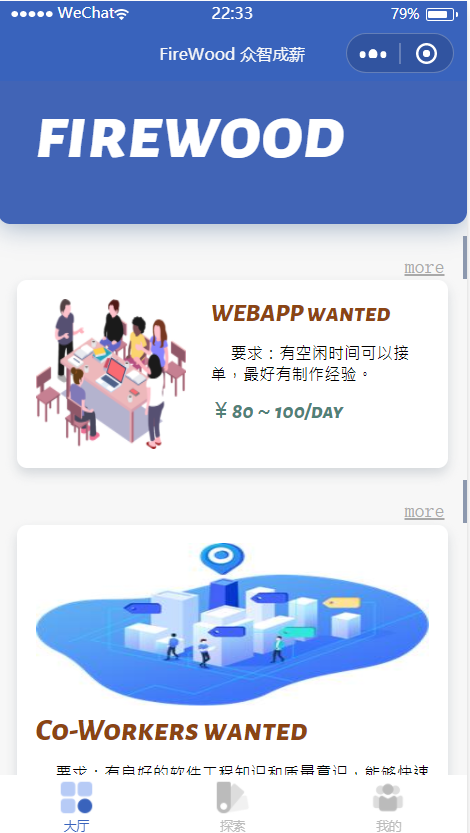 WeChat 22:33 79%
FireWood 众智成薪
FIREWOOD
more
WEBAPP WANTED
要求：有空闲时间可以接
单，最好有制作经验。
￥80 ~ 100/DAY
more
CO-WORKERS WANTED
要求：有良好的软件工程知识和质量意识，能够快速
大厅 探索 我的